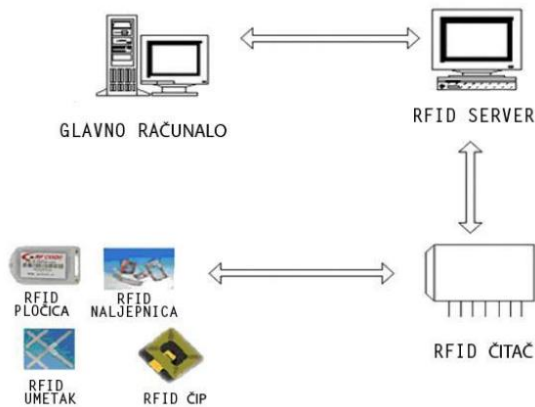 GLAVNO RAČUNALO
RFID SERVER
RFID
PLOČICA
RFID
NALJEPNICA
RFID ČITAČ
RFID
UMETAK
RFID ČIP